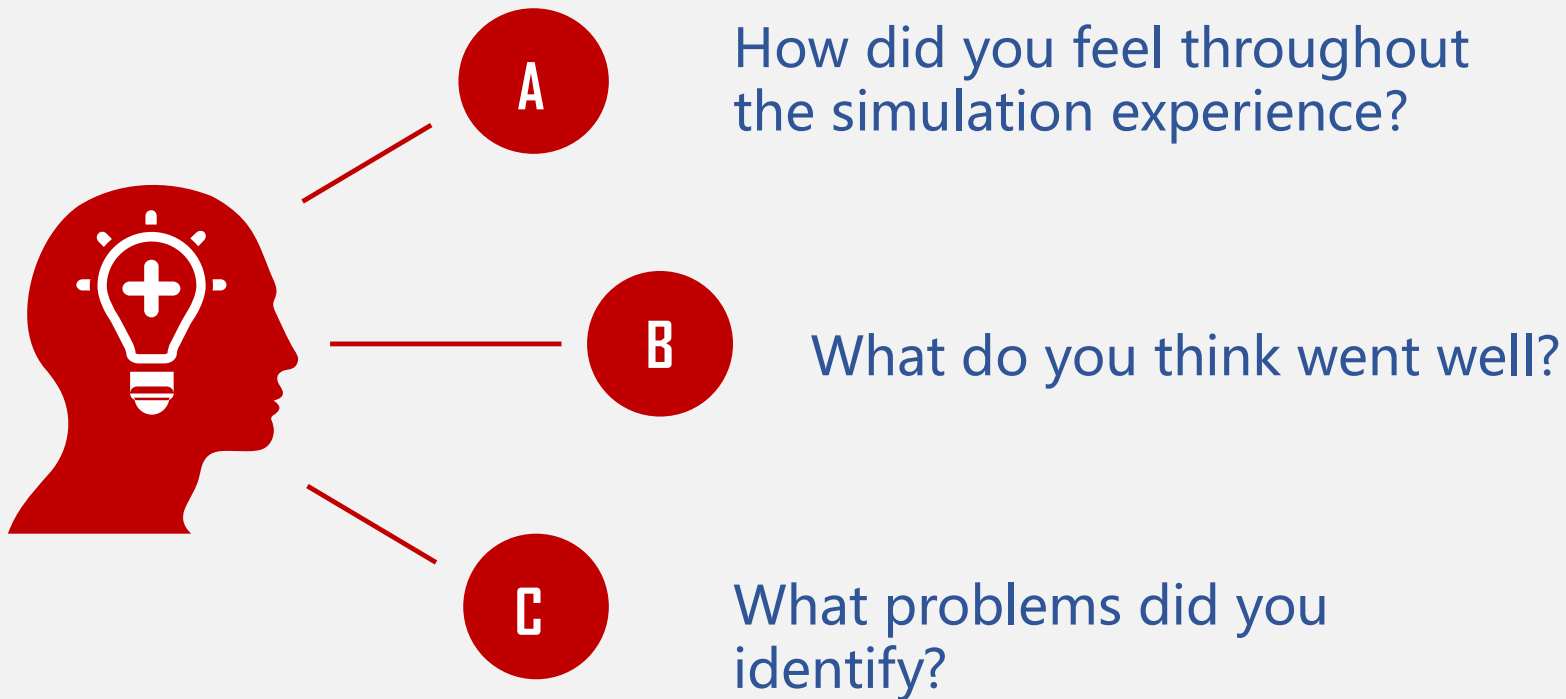 A
How did you feel throughout
the simulation experience?
B
What do you think went well?
C
What problems did you
identify?